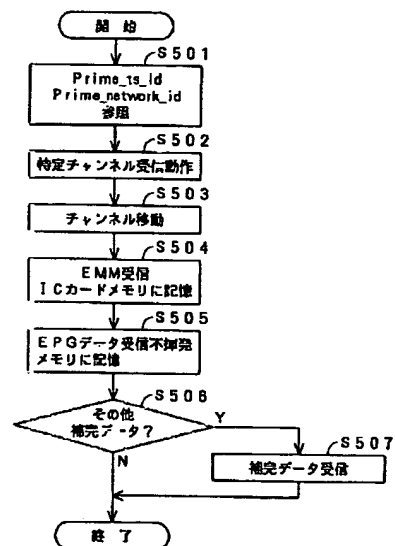 開 始
S501
Prime_ts_id
Prime_network_id
参照
S502
特定チャンネル受信動作
S503
チャンネル移動
S504
EMM受信
ICカードメモリに記憶
S505
EPGデータ受信不揮発
メモリに記憶
S506
その他
補完データ?
Y
N
S507
補完データ受信
終 了